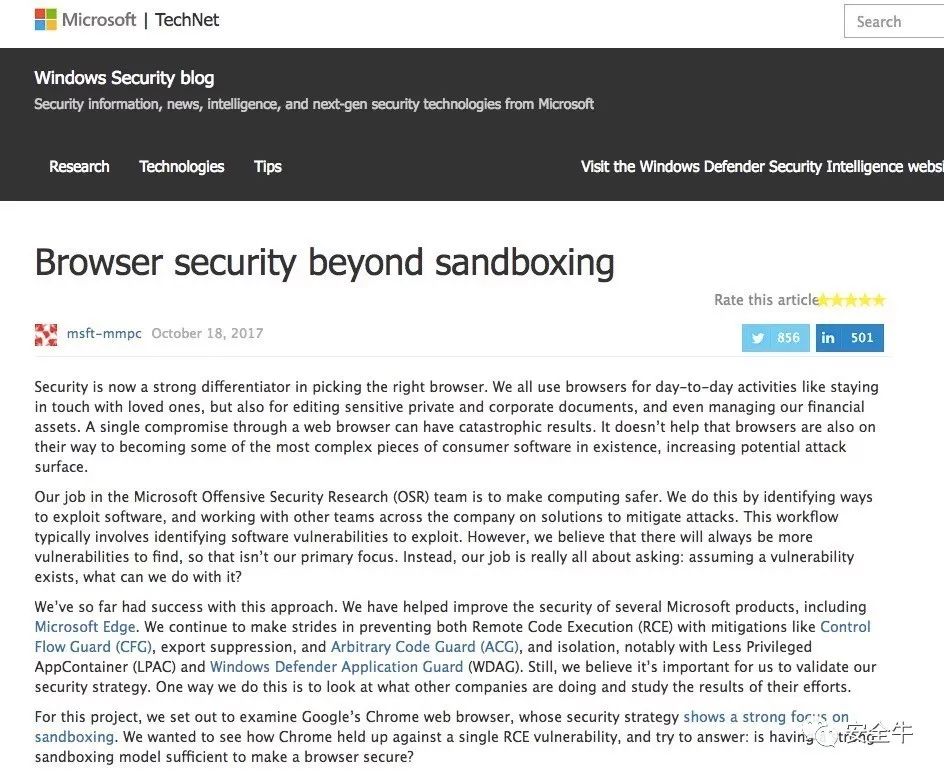 Microsoft | TechNet
Search
Windows Security blog
Security information, news, intelligence, and next-gen security technologies from Microsoft
Research Technologies Tips Visit the Windows Defender Security Intelligence websi
Browser security beyond sandboxing
Rate this article
msft-mmpc October 18, 2017 856 in 501
Security is now a strong differentiator in picking the right browser. We all use browsers for day-to-day activities like staying
in touch with loved ones, but also for editing sensitive private and corporate documents, and even managing our financial
assets. A single compromise through a web browser can have catastrophic results. It doesn’t help that browsers are also on
their way to becoming some of the most complex pieces of consumer software in existence, increasing potential attack
surface.
Our job in the Microsoft Offensive Security Research (OSR) team is to make computing safer. We do this by identifying ways
to exploit software, and working with other teams across the company on solutions to mitigate attacks. This workflow
typically involves identifying software vulnerabilities to exploit. However, we believe that there will always be more
vulnerabilities to find, so that isn’t our primary focus. Instead, our job is really all about asking: assuming a vulnerability
exists, what can we do with it?
We’ve so far had success with this approach. We have helped improve the security of several Microsoft products, including
Microsoft Edge. We continue to make strides in preventing both Remote Code Execution (RCE) with mitigations like Control
Flow Guard (CFG), export suppression, and Arbitrary Code Guard (ACG), and isolation, notably with Less Privileged
AppContainer (LPAC) and Windows Defender Application Guard (WDAG). Still, we believe it’s important for us to validate our
security strategy. One way we do this is to look at what other companies are doing and study the results of their efforts.
For this project, we set out to examine Google’s Chrome web browser, whose security strategy shows a strong focus on
sandboxing. We wanted to see how Chrome held up against a single RCE vulnerability, and try to answer: is having a strong
sandboxing model sufficient to make a browser secure?
安全牛